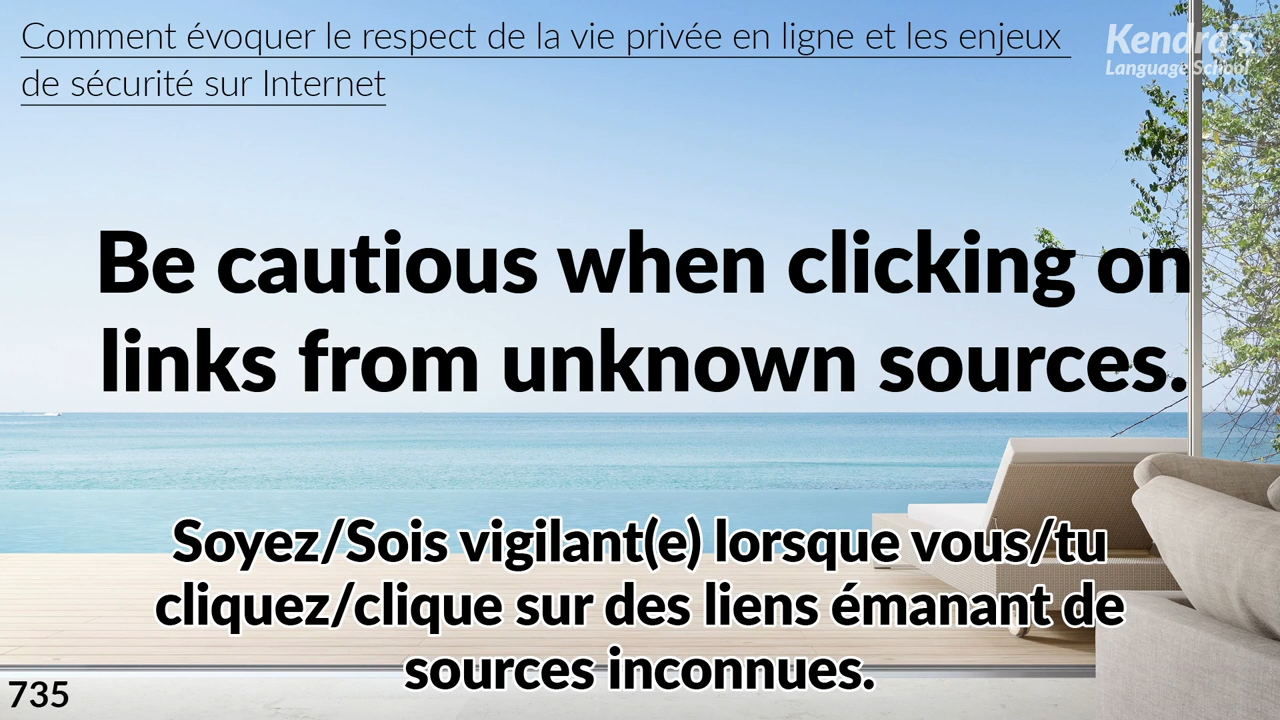 Comment évoquer le respect de la vie privée en ligne et les enjeux
de sécurité sur Internet
Kendra's
Language School
Be cautious when clicking on
links from unknown sources.
Soyez/Sois vigilant(e) lorsque vous/tu
cliquez/clique sur des liens émanant de
sources inconnues.
735